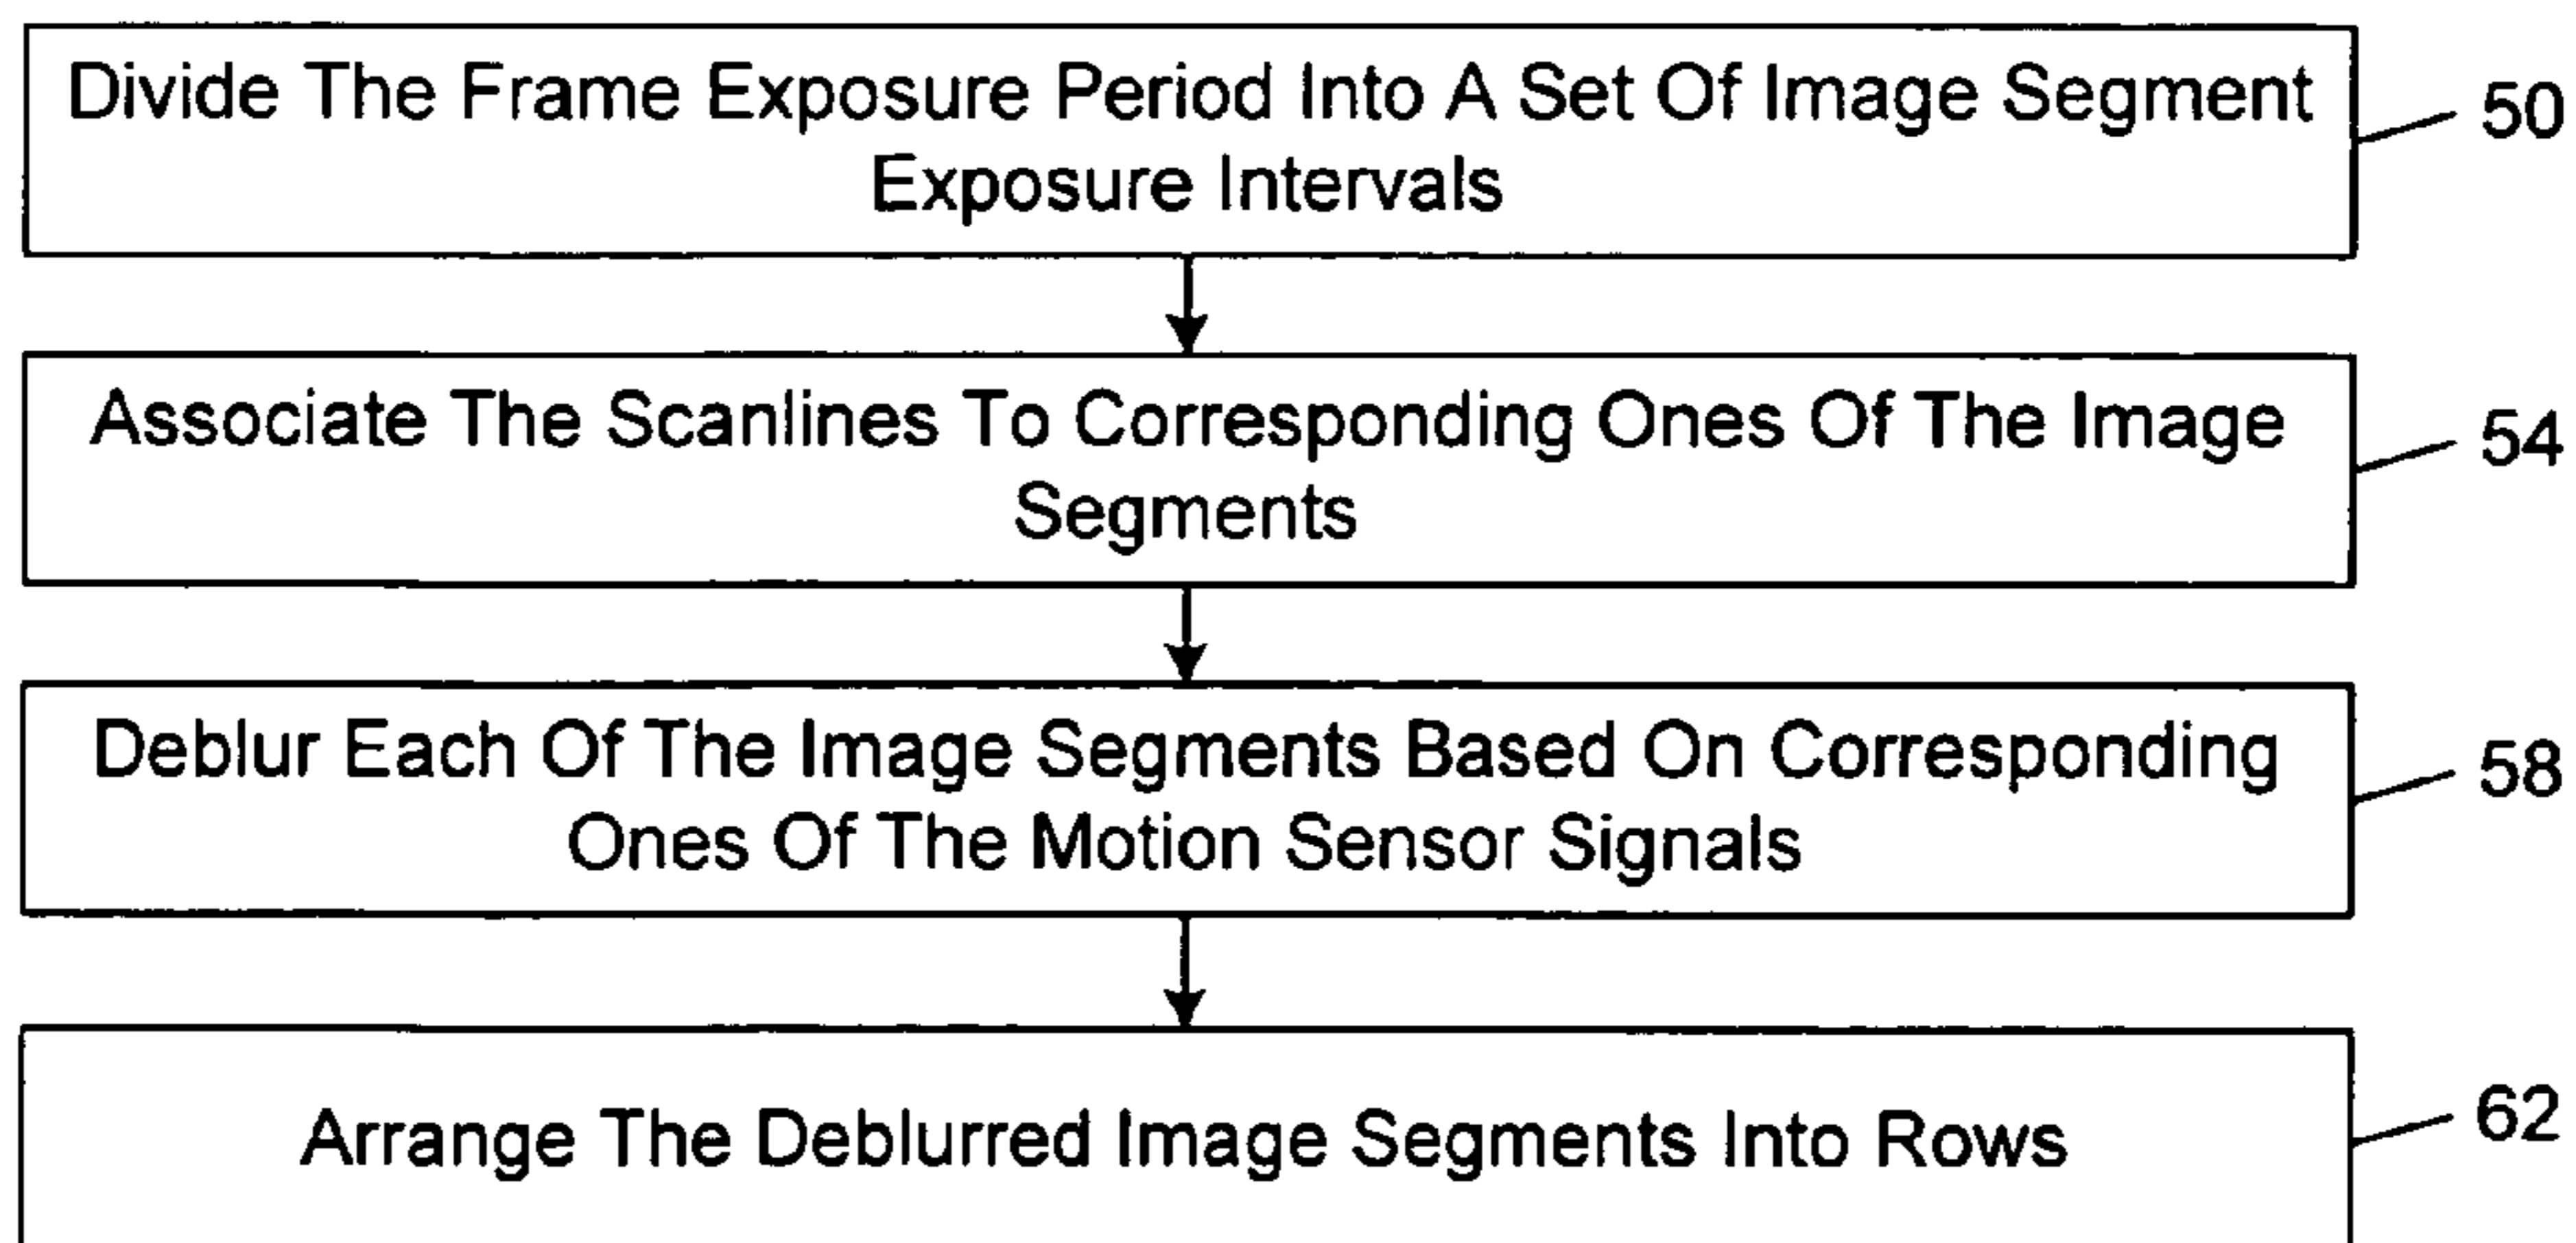 Divide The Frame Exposure Period Into A Set Of Image Segment
Exposure Intervals
50
Associate The Scanlines To Corresponding Ones Of The Image
Segments
54
Deblur Each Of The Image Segments Based On Corresponding
Ones Of The Motion Sensor Signals
58
Arrange The Deblurred Image Segments Into Rows
62